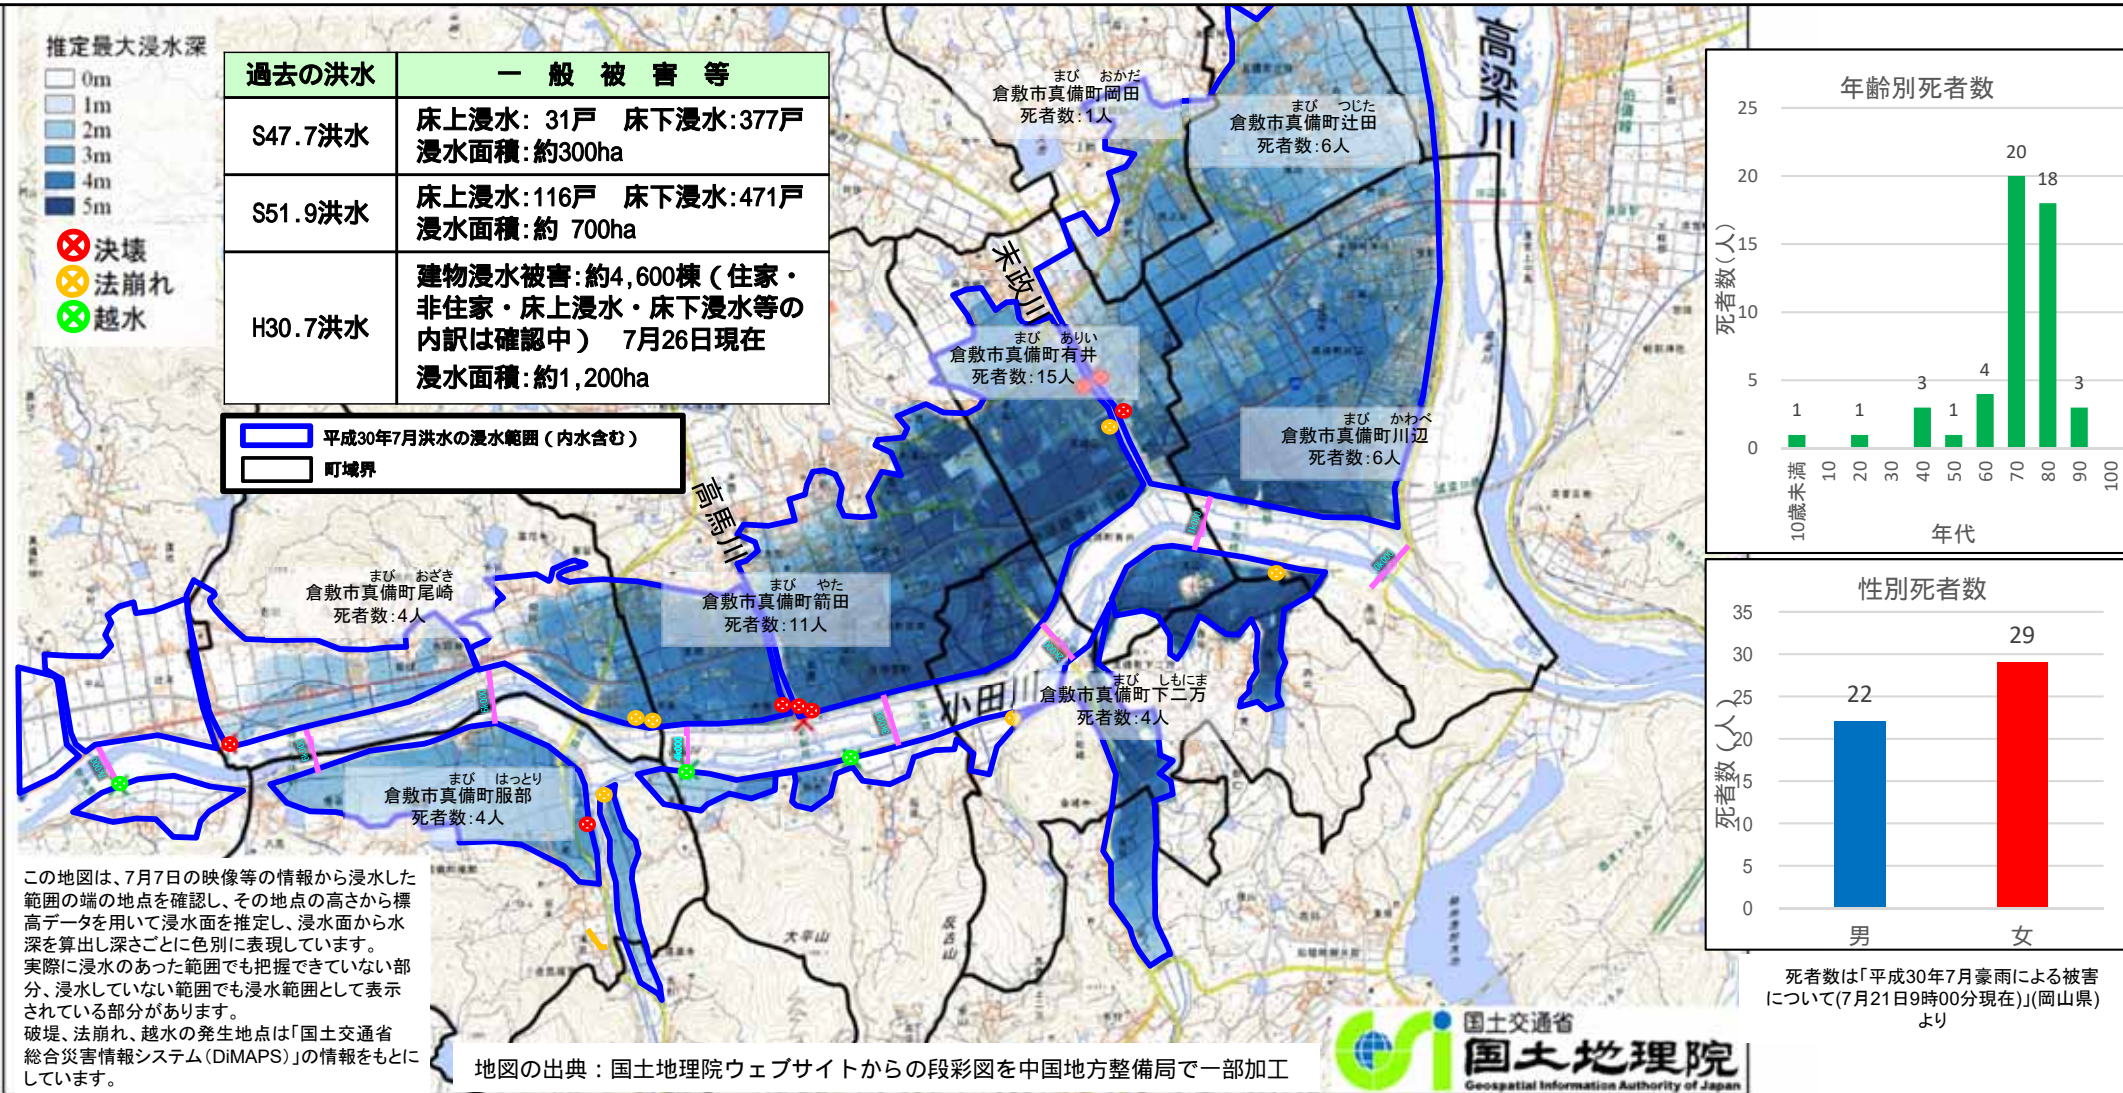 推定最大浸水深
0m
1m
2m
3m
4m
5m
決壊
法崩れ
越水
過去の洪水
一般被害等
S47.7洪水
床上浸水: 31戸　床下浸水:377戸
浸水面積:約300ha
S51.9洪水
床上浸水:116戸　床下浸水:471戸
浸水面積:約 700ha
H30.7洪水
建物浸水被害:約4,600棟（住家・
非住家・床上浸水・床下浸水等の
内訳は確認中）　7月26日現在
浸水面積:約1,200ha
平成30年7月洪水の浸水範囲（内水含む）
町域界
まび　おかだ
倉敷市真備町岡田
死者数:1人
まび　つじた
倉敷市真備町辻田
死者数:6人
高梁川
末政川
まび　ありい
倉敷市真備町有井
死者数:15人
まび　かわべ
倉敷市真備町川辺
死者数:6人
高馬川
まび　おざき
倉敷市真備町尾崎
死者数:4人
まび　やた
倉敷市真備町箭田
死者数:11人
小田川
まび　しもにま
倉敷市真備町下二万
死者数:4人
まび　はっとり
倉敷市真備町服部
死者数:4人
大平山
反古山
この地図は、7月7日の映像等の情報から浸水した
範囲の端の地点を確認し、その地点の高さから標
高データを用いて浸水面を推定し、浸水面から水
深を算出し深さごとに色別に表現しています。
実際に浸水のあった範囲でも把握できていない部
分、浸水していない範囲でも浸水範囲として表示
されている部分があります。
破堤、法崩れ、越水の発生地点は「国土交通省
総合災害情報システム(DiMAPS)」の情報をもとに
しています。
地図の出典：国土地理院ウェブサイトからの段彩図を中国地方整備局で一部加工
国土交通省
国土地理院
Geospatial Information Authority of Japan
年齢別死者数
死者数(人)
25
20
15
10
5
0
1
1
3
1
4
20
18
3
10歳未満
10
20
30
40
50
60
70
80
90
100
年代
性別死者数
死者数(人)
35
30
25
20
15
10
5
0
22
29
男
女
死者数は「平成30年7月豪雨による被害
について(7月21日9時00分現在)」(岡山県)
より